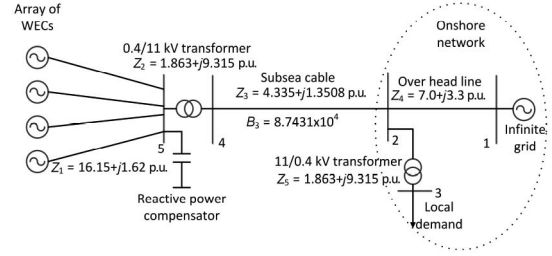 Array of
WECs
0.4/11 kV transformer
Z2 = 1.863+j9.315 p.u.
Subsea cable
Z3 = 4.335+j1.3508 p.u.
B3 = 8.7431x10^4
Onshore
network
Over head line
Z4 = 7.0+j3.3 p.u.
Infinite
grid
5
4
2
1
Z1 = 16.15+j1.62 p.u.
Reactive power
compensator
11/0.4 kV transformer
Z5 = 1.863+j9.315 p.u.
3
Local
demand